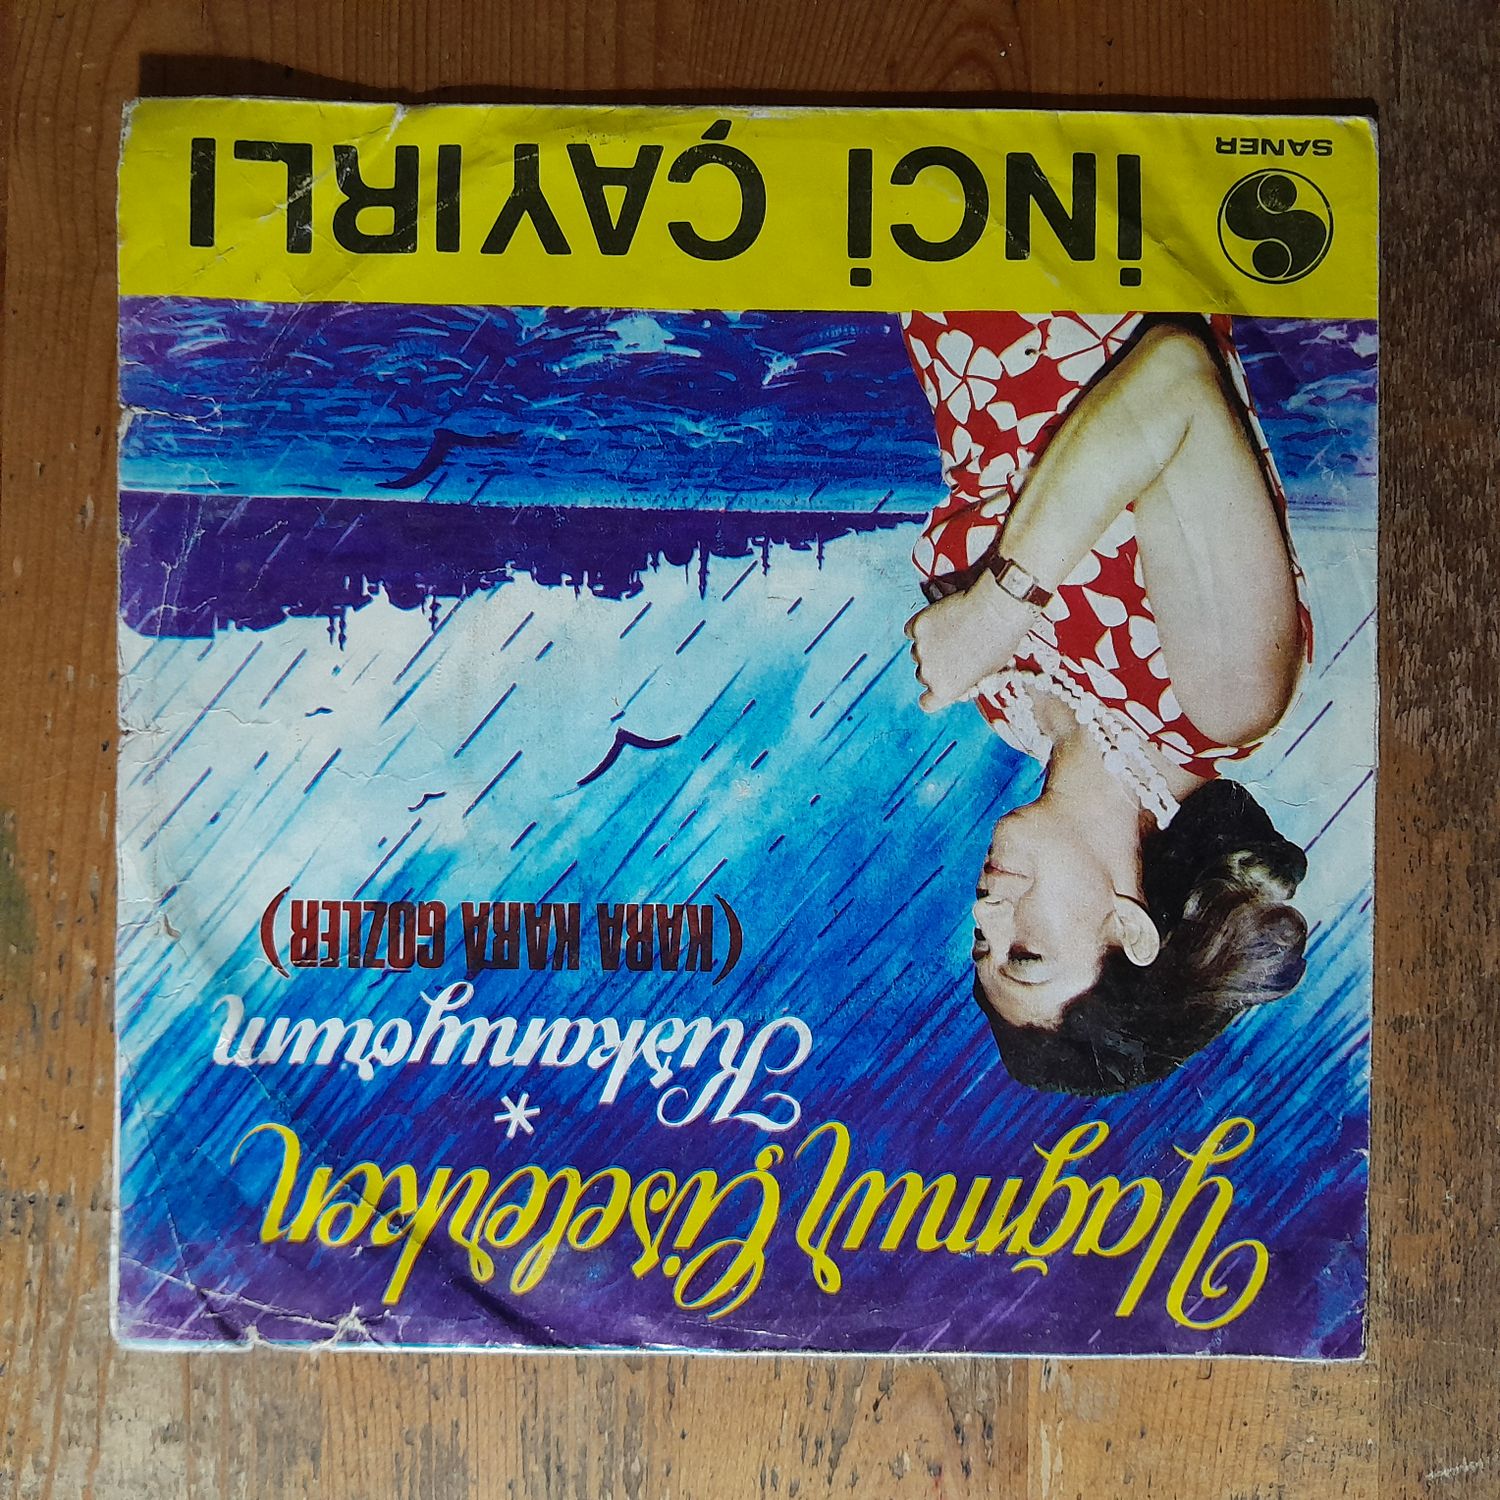 Yağmur Çiselerken
*
Kıskanıyorum
(KARA KARA GÖZLER)
SANER
İNCİ ÇAYIRLI